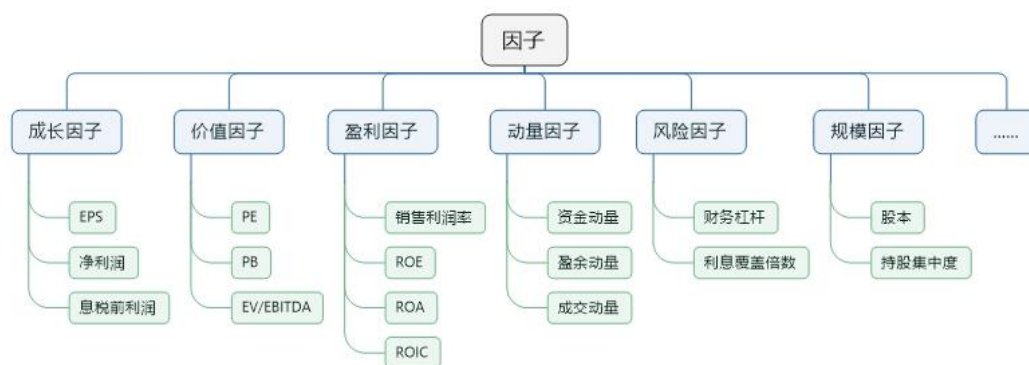 因子
成长因子
价值因子
盈利因子
动量因子
风险因子
规模因子
......
EPS
PE
销售利润率
资金动量
财务杠杆
股本
净利润
PB
ROE
盈余动量
利息覆盖倍数
持股集中度
息税前利润
EV/EBITDA
ROA
成交动量
ROIC